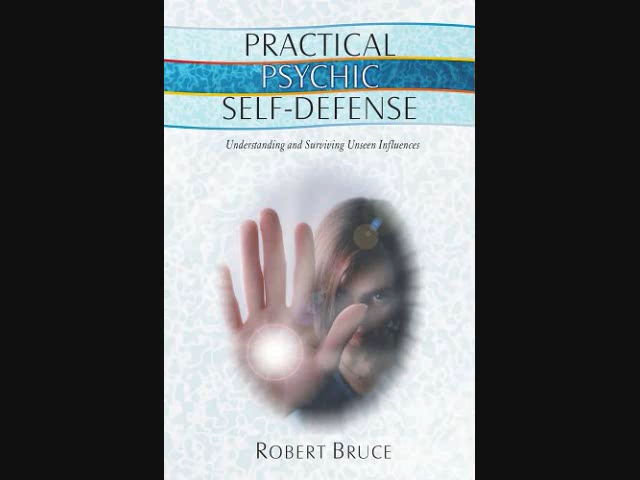 PRACTICAL
PSYCHIC
SELF-DEFENSE
Understanding and Surviving Unseen Influences
ROBERT BRUCE